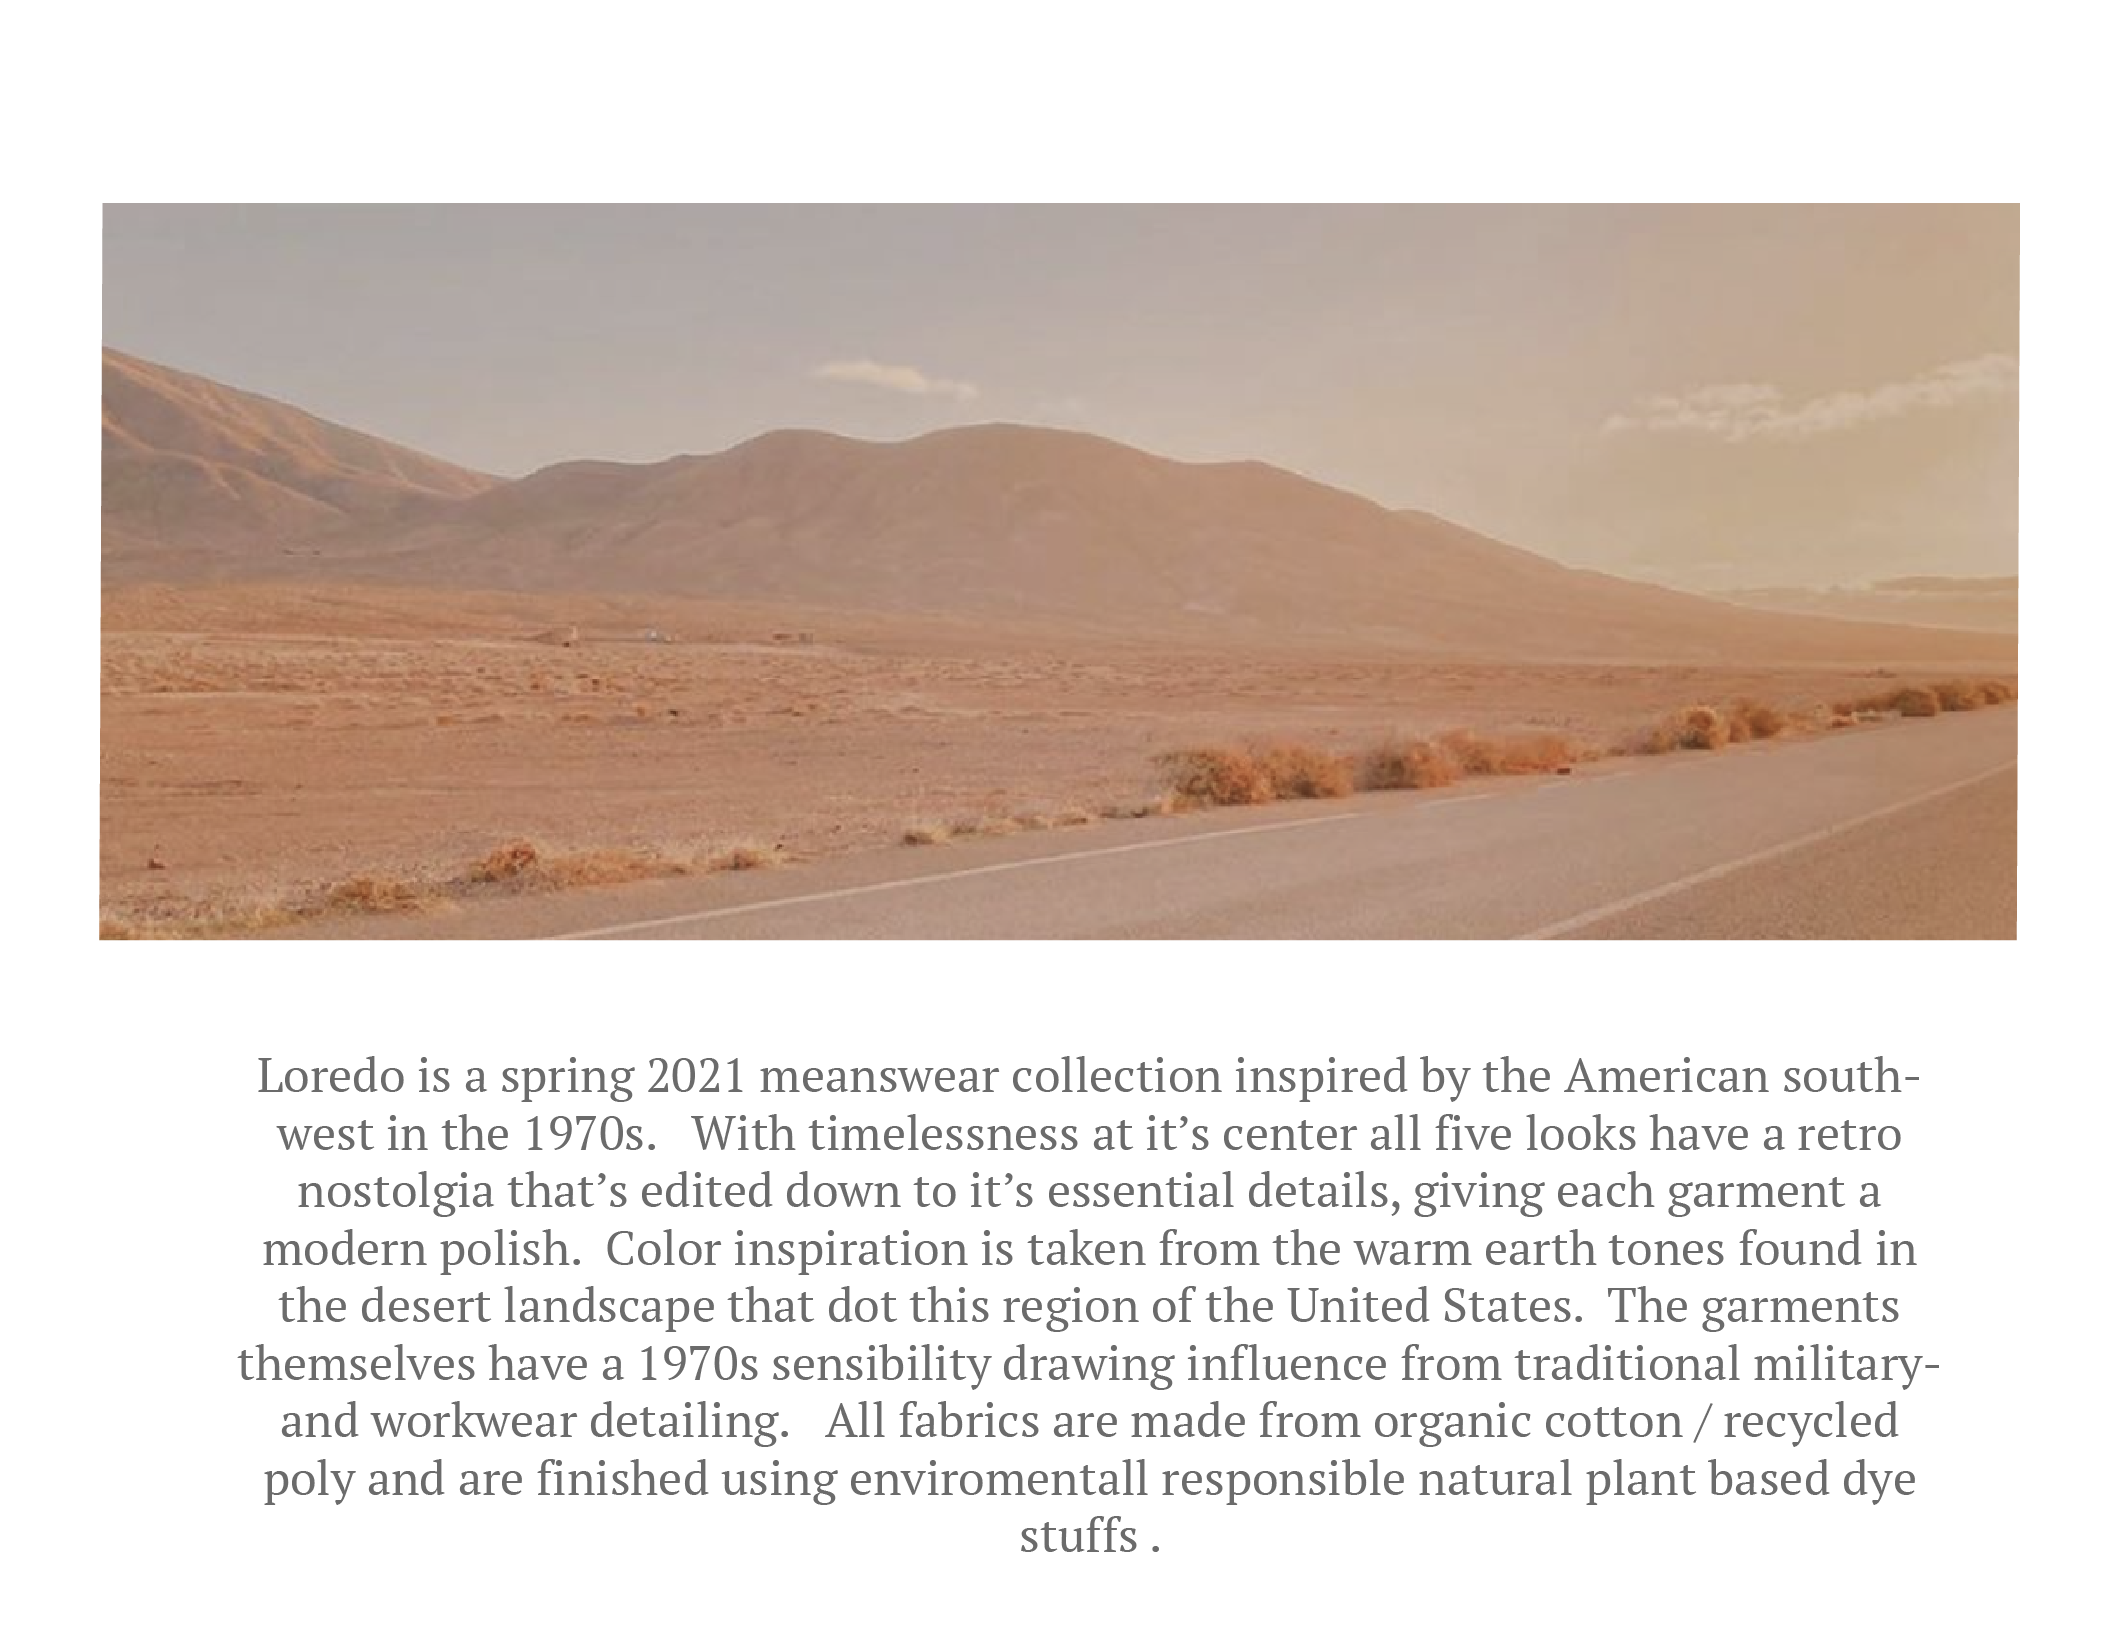 Loredo is a spring 2021 meanswear collection inspired by the American south-
west in the 1970s.   With timelessness at it’s center all five looks have a retro
nostolgia that’s edited down to it’s essential details, giving each garment a
modern polish.  Color inspiration is taken from the warm earth tones found in
the desert landscape that dot this region of the United States.  The garments
themselves have a 1970s sensibility drawing influence from traditional military-
and workwear detailing.   All fabrics are made from organic cotton / recycled
poly and are finished using enviromentall responsible natural plant based dye
stuffs .